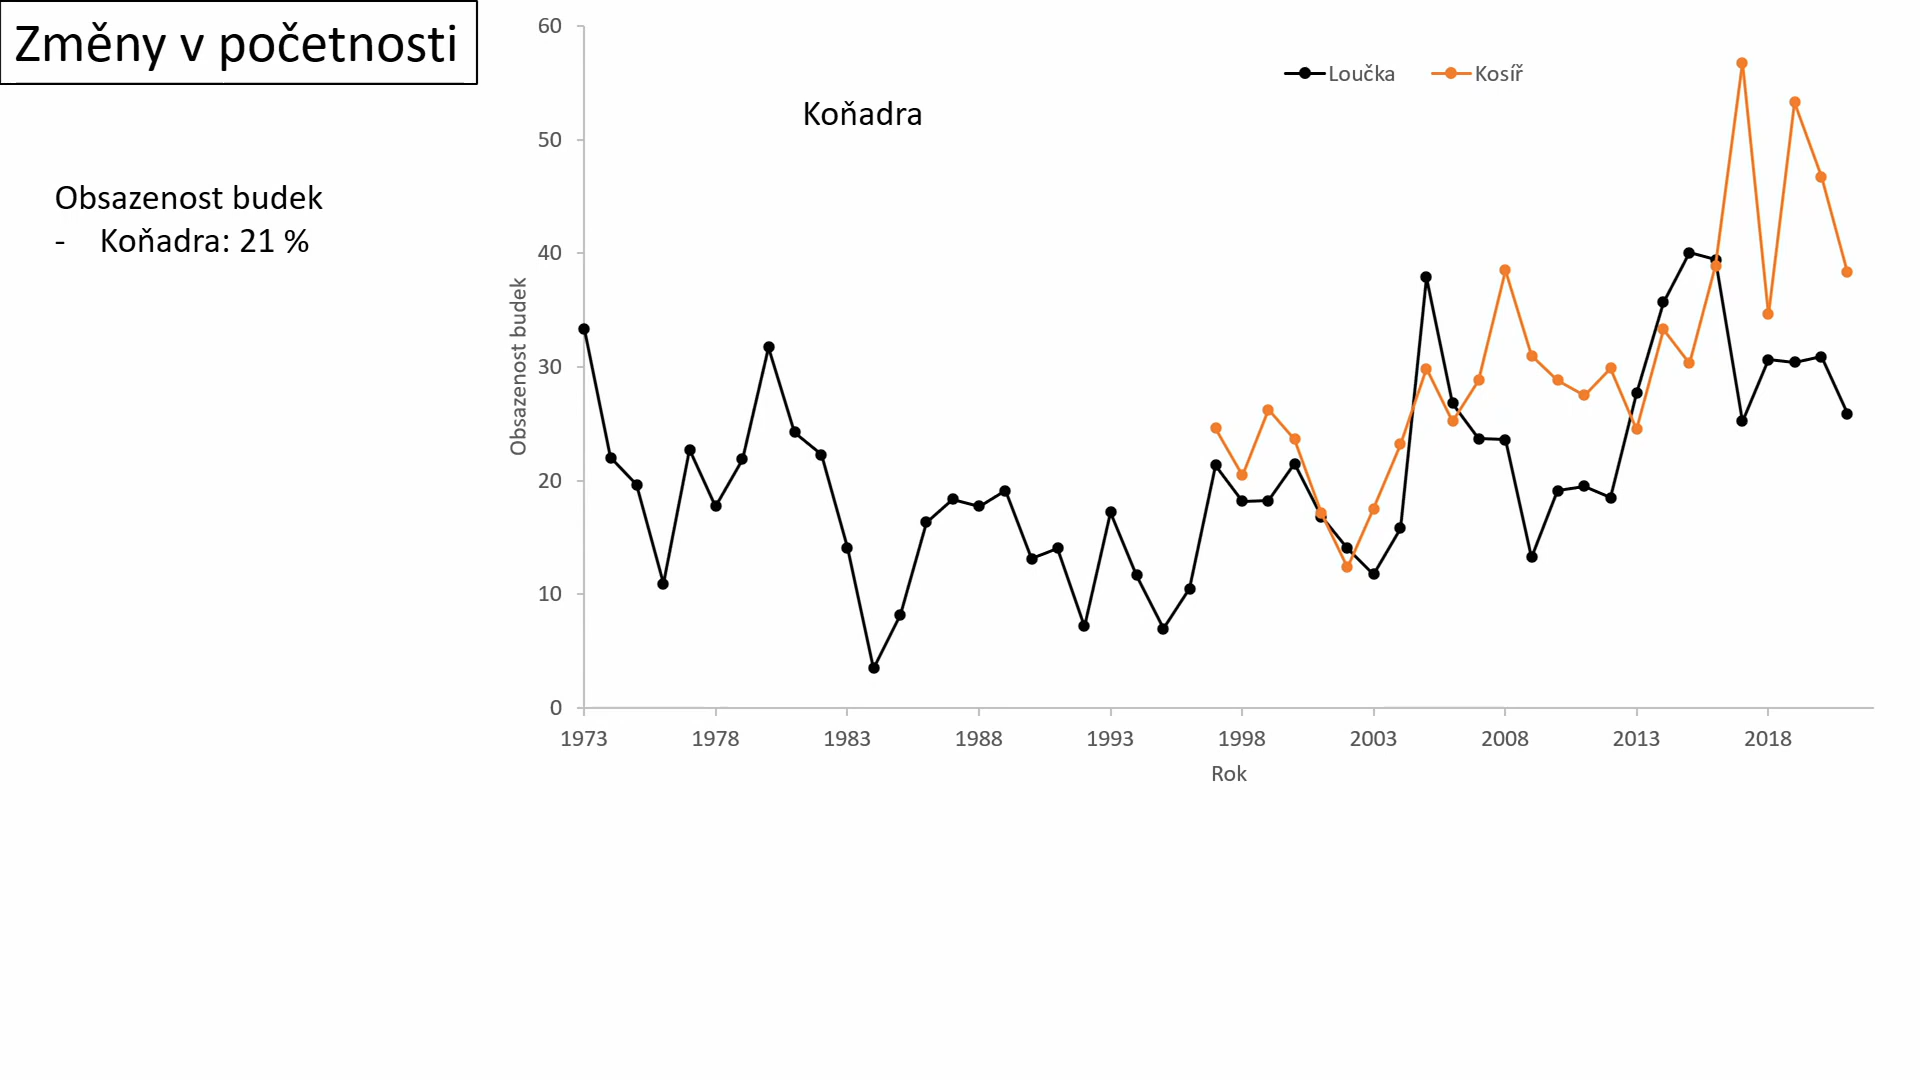 Změny v početnosti
Obsazenost budek
- Koňadra: 21 %
Koňadra
Loučka
Kosíř
60
50
40
30
20
10
0
Obsazenost budek
1973 1978 1983 1988 1993 1998 2003 2008 2013 2018
Rok